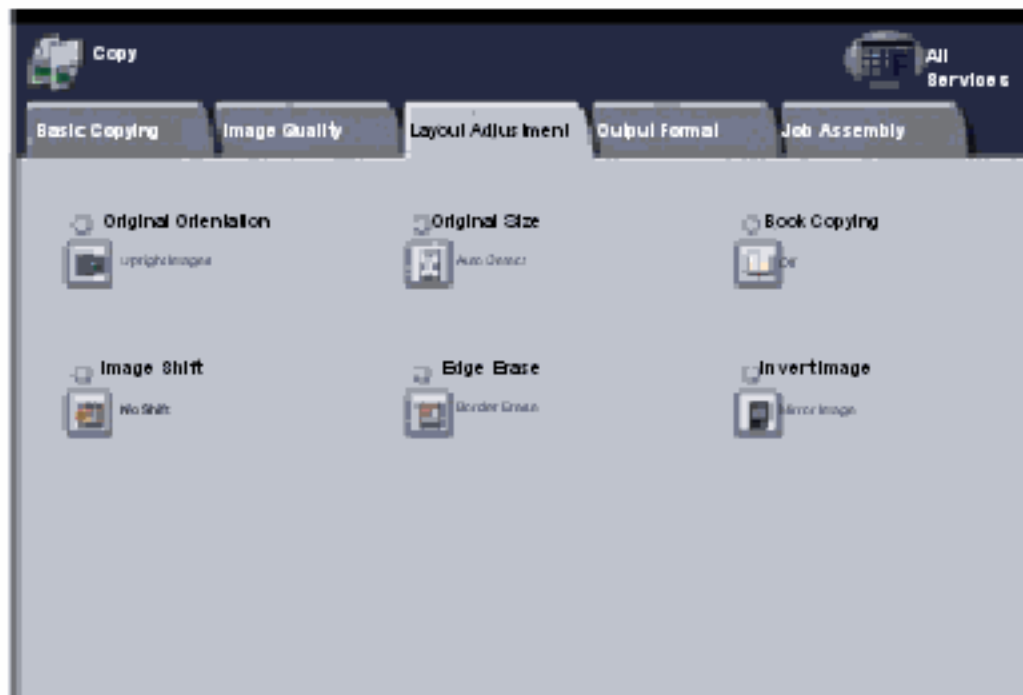 Copy
All
Services
Basic Copying
Image Quality
Layout Adjustment
Output Format
Job Assembly
Original Orientation
Upright Images
Original Size
Auto Detect
Book Copying
Off
Image Shift
No Shift
Edge Erase
Border Erase
Invert Image
Mirror Image